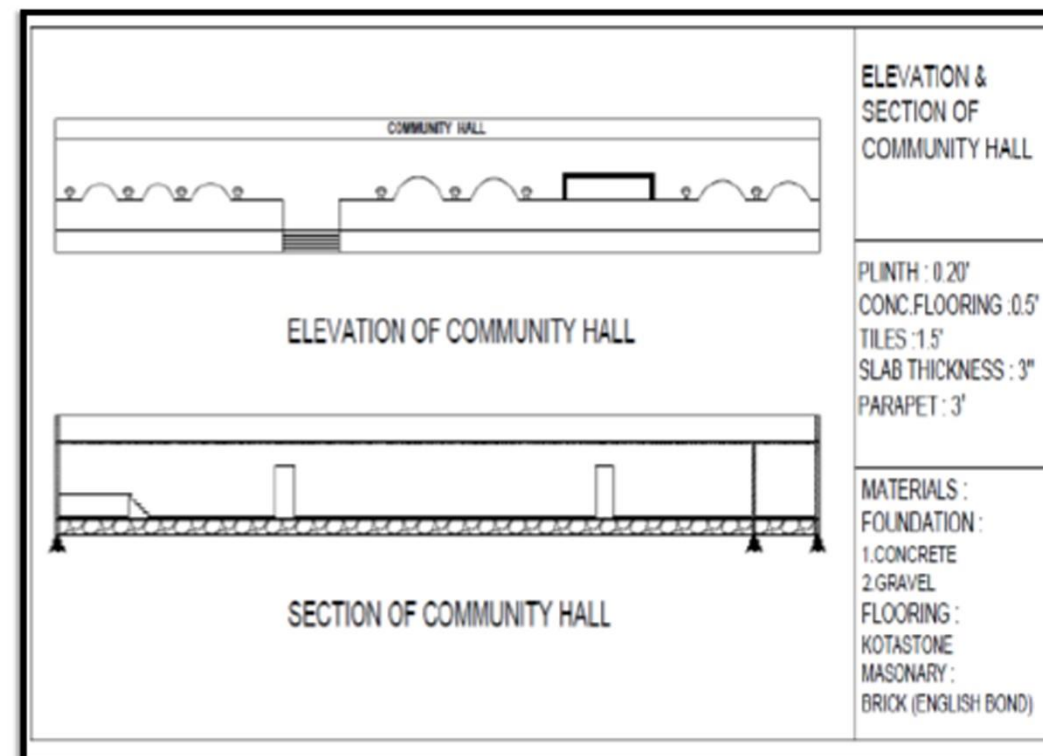 COMMUNITY HALL
ELEVATION OF COMMUNITY HALL
SECTION OF COMMUNITY HALL
ELEVATION &
SECTION OF
COMMUNITY HALL
PLINTH : 0.20'
CONC.FLOORING :0.5'
TILES :1.5'
SLAB THICKNESS : 3"
PARAPET : 3'
MATERIALS :
FOUNDATION :
1.CONCRETE
2.GRAVEL
FLOORING :
KOTASTONE
MASONARY :
BRICK (ENGLISH BOND)